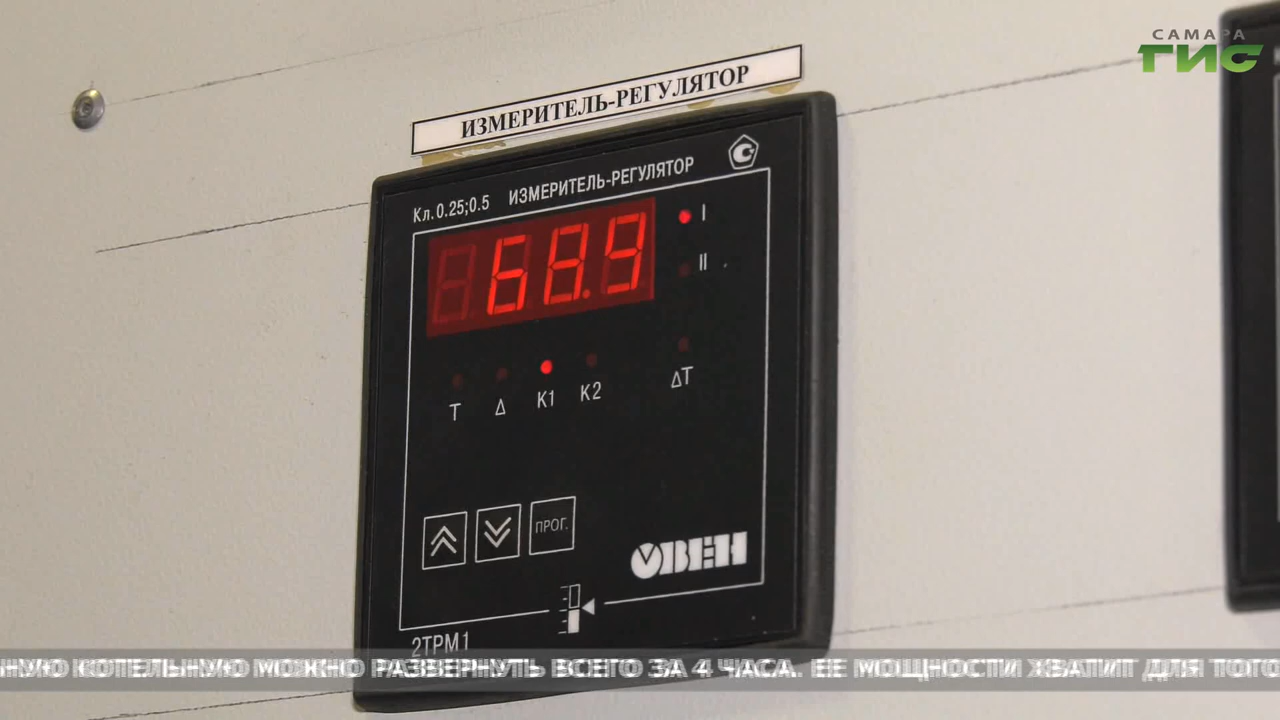 САМАРА
ГИС
ИЗМЕРИТЕЛЬ-РЕГУЛЯТОР
Кл. 0.25;0.5 ИЗМЕРИТЕЛЬ-РЕГУЛЯТОР
68.9
I
II
Т Δ К1 К2 ΔТ
ПРОГ.
ОВЕН
2ТРМ1
НУЮ КОТЕЛЬНУЮ МОЖНО РАЗВЕРНУТЬ ВСЕГО ЗА 4 ЧАСА. ЕЕ МОЩНОСТИ ХВАТИТ ДЛЯ ТОГО